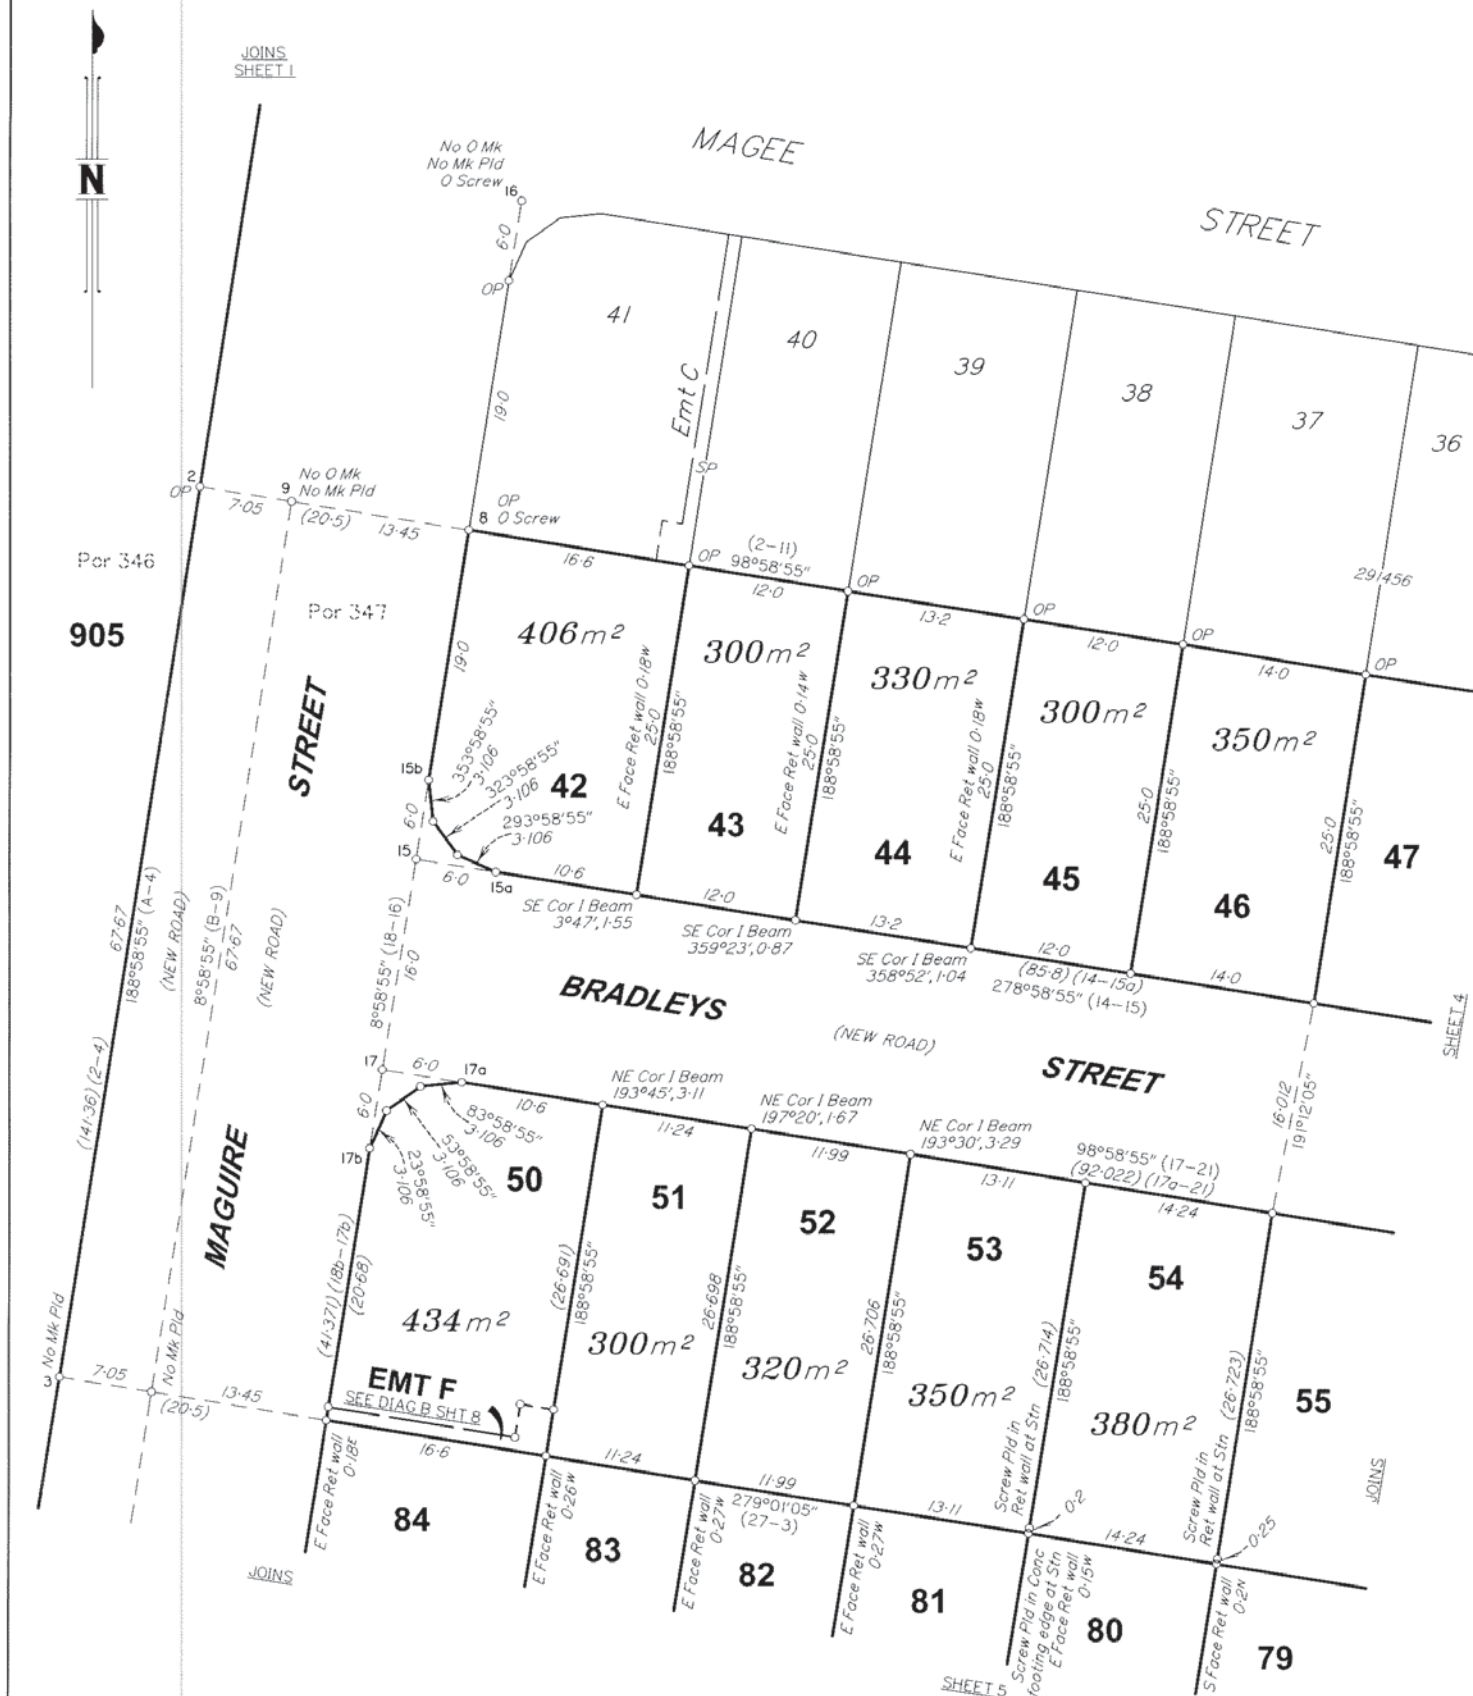 JOINS
SHEET 1
N
MAGEE
STREET
No O Mk
No Mk Pld
O Screw
16
6·0
OP
41
40
39
38
37
36
19·0
Emt C
SP
2
OP
7·05
9
No O Mk
No Mk Pld
(20·5)
13·45
8
OP
O Screw
16·6
OP
(2-11)
98°58'55"
12·0
OP
13·2
OP
12·0
OP
14·0
OP
291456
Por 346
905
Por 347
STREET
19·0
406m²
300m²
330m²
300m²
350m²
E Face Ret wall 0·18W
25·0
188°58'55"
E Face Ret wall 0·14W
25·0
188°58'55"
E Face Ret wall 0·18W
25·0
188°58'55"
25·0
188°58'55"
25·0
188°58'55"
15b
353°58'55"
3·106
323°58'55"
3·106
293°58'55"
3·106
42
43
44
45
46
47
6·0
15
6·0
15a
10·6
12·0
13·2
12·0
14·0
SE Cor I Beam
3°47', 1·55
SE Cor I Beam
359°23', 0·87
SE Cor I Beam
358°52', 1·04
(85·8) (14-15a)
278°58'55" (14-15)
SHEET 4
67·67
188°58'55" (A-4)
(NEW ROAD)
8°58'55" (B-9)
67·67
(NEW ROAD)
8°58'55" (18-16)
16·0
BRADLEYS
(NEW ROAD)
STREET
16·012
191°12'05"
(141·36) (2-4)
17
6·0
17a
10·6
NE Cor I Beam
193°45', 3·11
11·24
NE Cor I Beam
197°20', 1·67
11·99
NE Cor I Beam
193°30', 3·29
13·11
98°58'55" (17-21)
(92·022) (17a-21)
14·24
6·0
17b
83°58'55"
3·106
53°58'55"
3·106
23°58'55"
3·106
50
51
52
53
54
55
MAGUIRE
(41·371) (18b-17b)
(20·68)
(26·691)
188°58'55"
26·698
188°58'55"
26·706
188°58'55"
(26·714)
188°58'55"
(26·723)
188°58'55"
434m²
300m²
320m²
350m²
380m²
EMT F
SEE DIAG B SHT 8
3
No Mk Pld
7·05
No Mk Pld
(20·5)
13·45
16·6
11·24
11·99
279°01'05"
(27-3)
13·11
14·24
Screw Pld in
Ret wall at Stn
0·2
Screw Pld in
Ret wall at Stn
0·25
JOINS
E Face Ret wall
0·18E
E Face Ret wall
0·26W
E Face Ret wall
0·27W
E Face Ret wall
0·27W
Screw Pld in Conc
footing edge at Stn
E Face Ret wall
0·15W
S Face Ret wall
0·2N
84
83
82
81
80
79
JOINS
SHEET 5